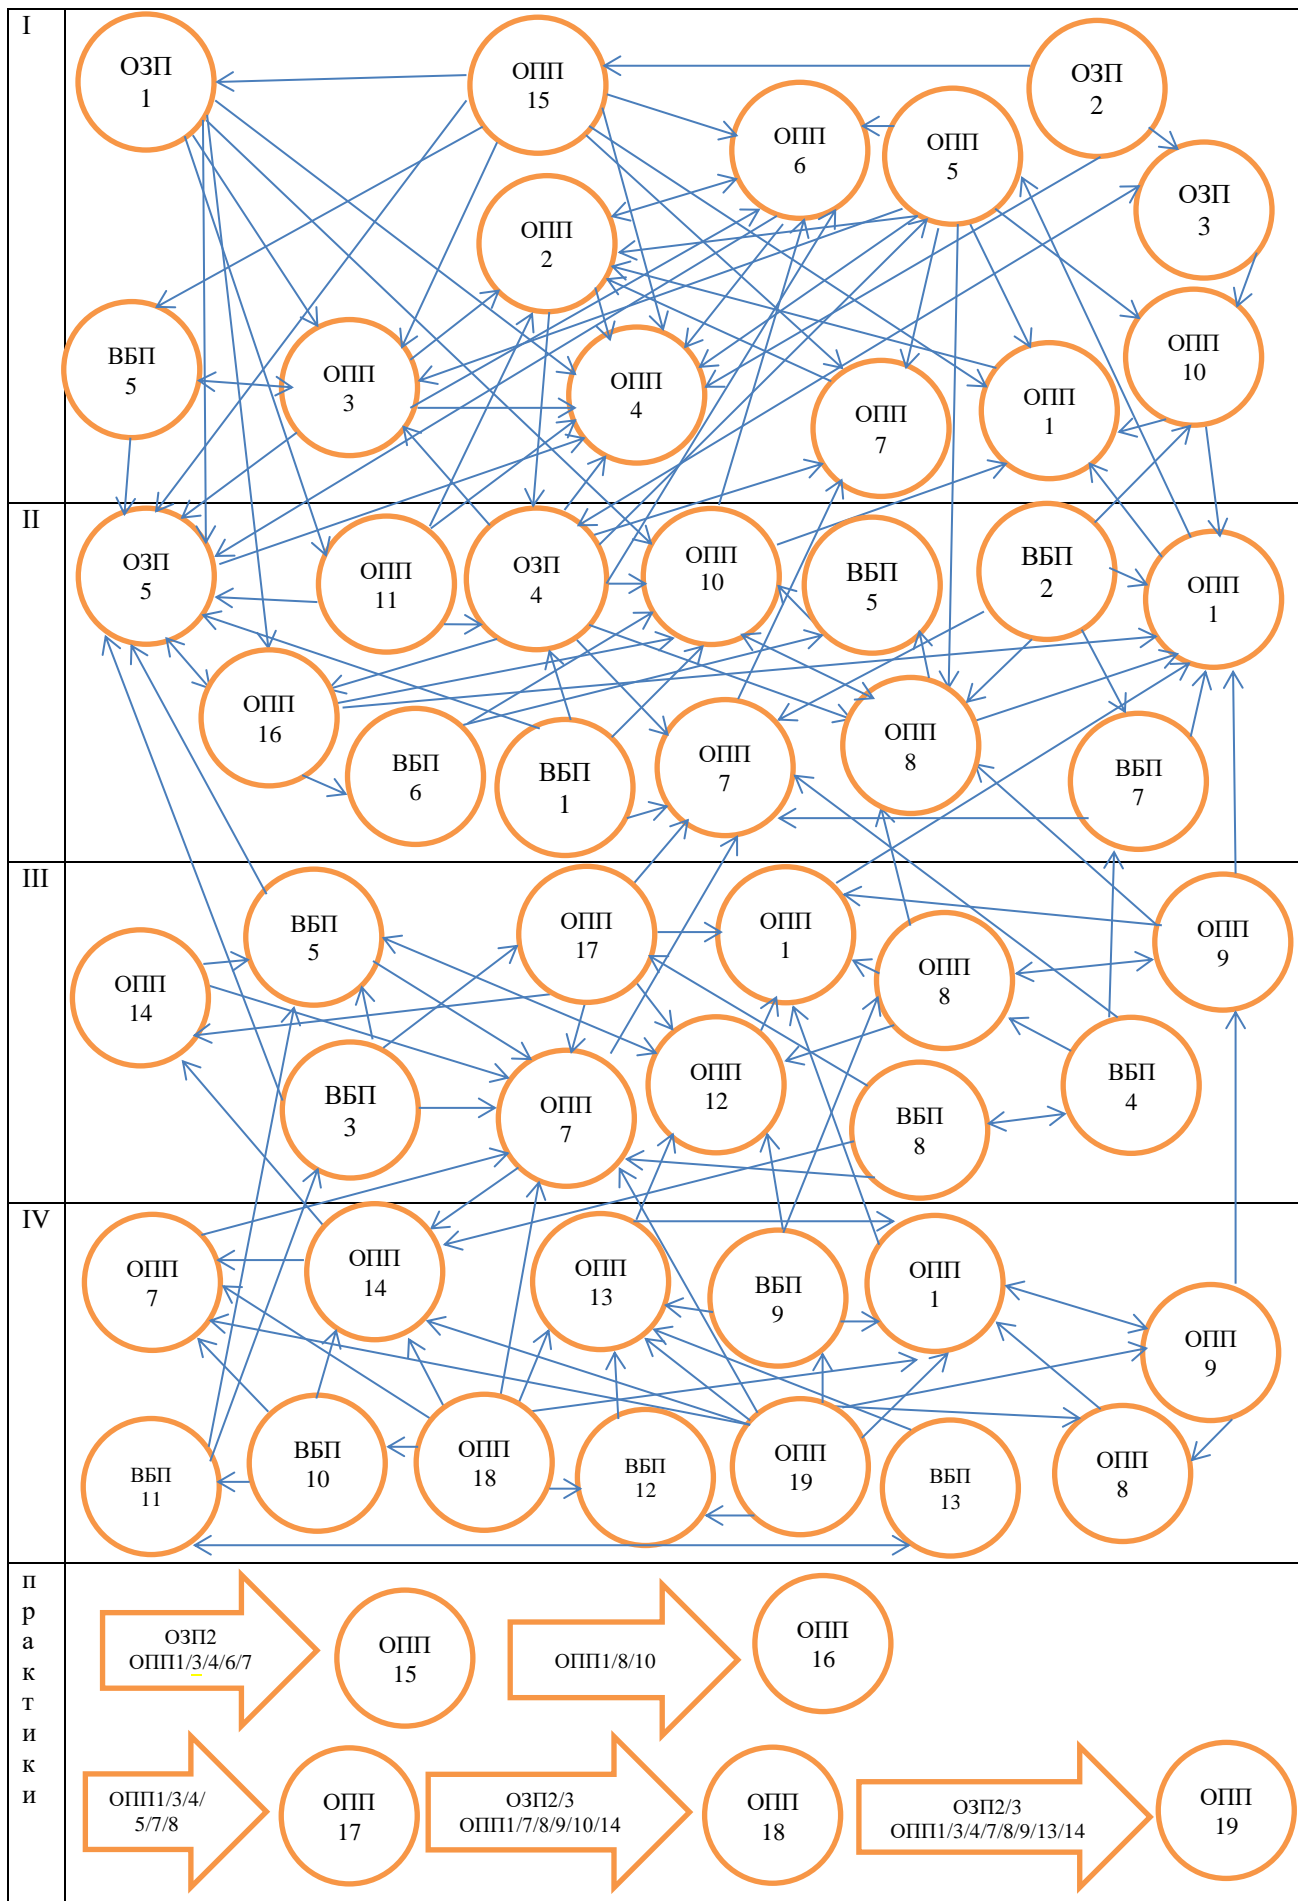 I
ОЗП
1
ОПП
15
ОЗП
2
ОПП
6
ОПП
5
ОЗП
3
ОПП
2
ВБП
5
ОПП
3
ОПП
4
ОПП
7
ОПП
1
ОПП
10
II
ОЗП
5
ОПП
11
ОЗП
4
ОПП
10
ВБП
5
ВБП
2
ОПП
1
ОПП
16
ВБП
6
ВБП
1
ОПП
7
ОПП
8
ВБП
7
III
ОПП
14
ВБП
5
ОПП
17
ОПП
1
ОПП
8
ОПП
9
ВБП
3
ОПП
7
ОПП
12
ВБП
8
ВБП
4
IV
ОПП
7
ОПП
14
ОПП
13
ВБП
9
ОПП
1
ОПП
9
ВБП
11
ВБП
10
ОПП
18
ВБП
12
ОПП
19
ВБП
13
ОПП
8
п
р
а
к
т
и
к
и
ОЗП2
ОПП1/3/4/6/7
ОПП
15
ОПП1/8/10
ОПП
16
ОПП1/3/4/
5/7/8
ОПП
17
ОЗП2/3
ОПП1/7/8/9/10/14
ОПП
18
ОЗП2/3
ОПП1/3/4/7/8/9/13/14
ОПП
19